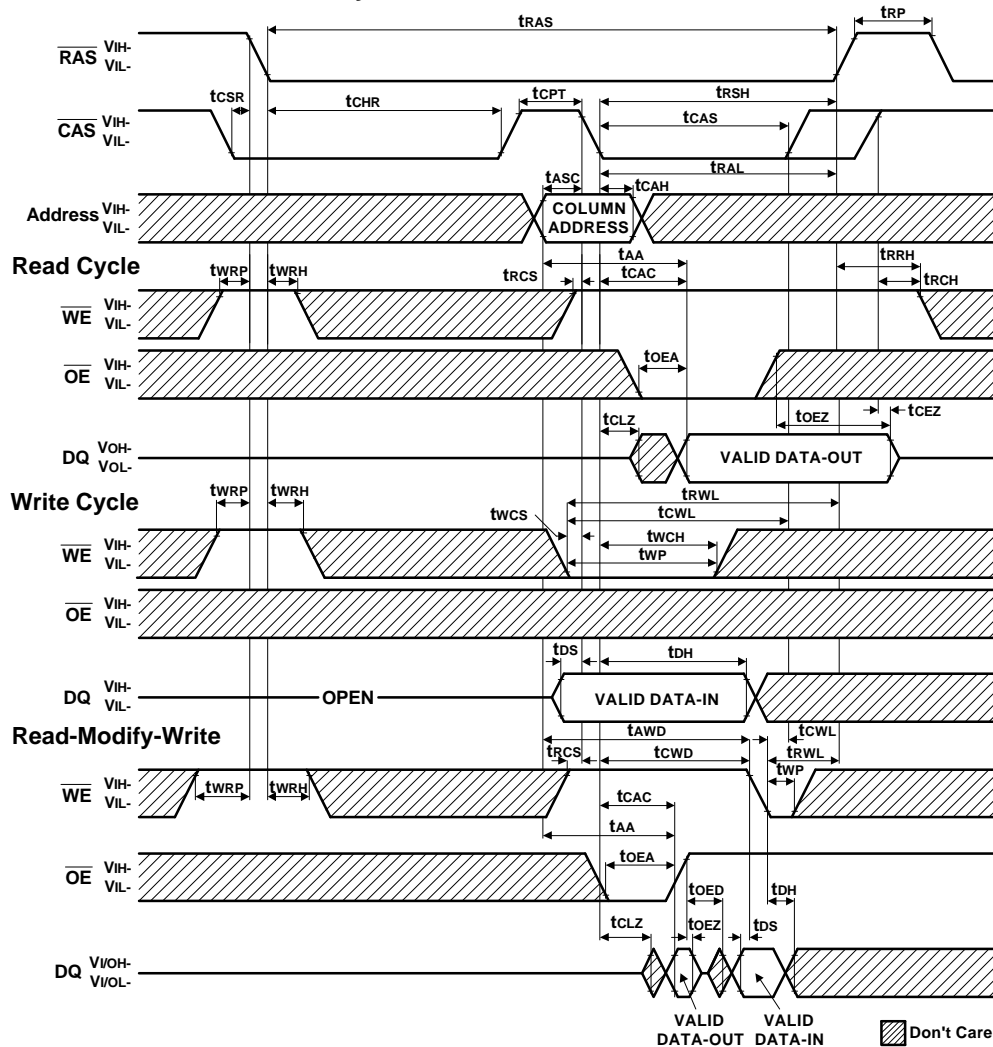 tRAS
tRP
RAS VIH-
VIL-
tCSR
tCHR
tCPT
tRSH
CAS VIH-
VIL-
tCAS
tRAL
tASC
tCAH
Address VIH-
VIL-
COLUMN
ADDRESS
Read Cycle
tWRP
tWRH
tRCS
tAA
tCAC
tRRH
tRCH
WE VIH-
VIL-
OE VIH-
VIL-
tOEA
tOEZ
tCEZ
tCLZ
DQ VOH-
VOL-
VALID DATA-OUT
Write Cycle
tWRP
tWRH
tRWL
tCWL
tWCS
tWCH
tWP
WE VIH-
VIL-
OE VIH-
VIL-
tDS
tDH
DQ VIH-
VIL-
OPEN
VALID DATA-IN
Read-Modify-Write
tAWD
tCWL
tRCS
tCWD
tRWL
tWP
WE VIH-
VIL-
tWRP
tWRH
tCAC
tAA
OE VIH-
VIL-
tOEA
tOED
tDH
tCLZ
tOEZ
tDS
DQ VI/OH-
VI/OL-
VALID
DATA-OUT
VALID
DATA-IN
Don't Care